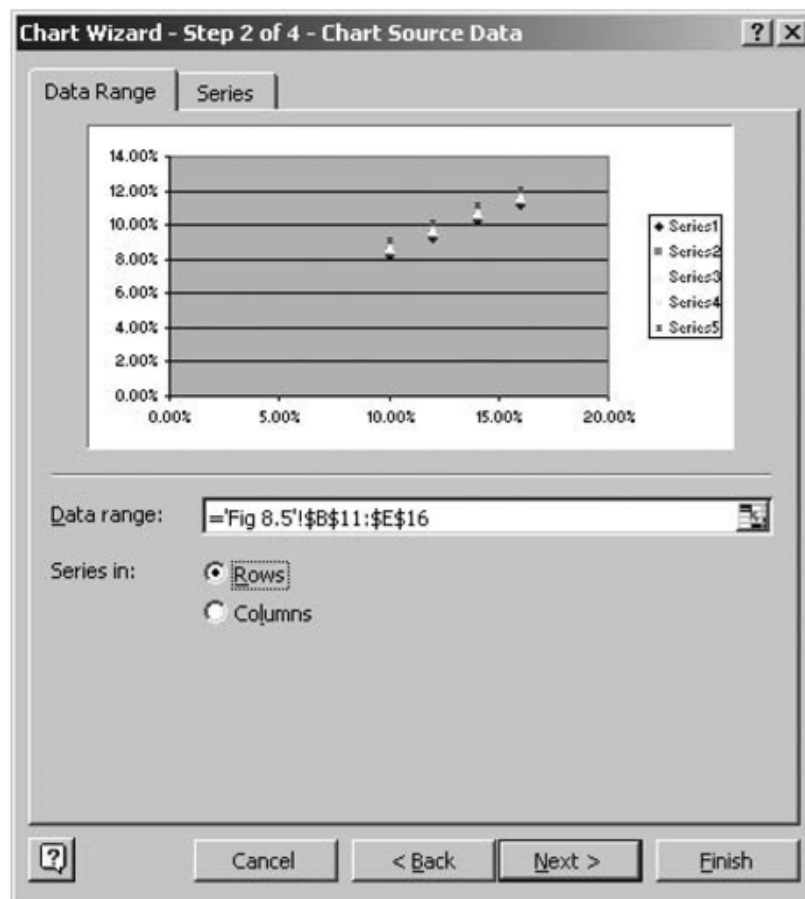 Chart Wizard - Step 2 of 4 - Chart Source Data
Data Range
Series
14.00%
12.00%
10.00%
8.00%
6.00%
4.00%
2.00%
0.00%
0.00% 5.00% 10.00% 15.00% 20.00%
Series1
Series2
Series3
Series4
Series5
Data range:
='Fig 8.5'!$B$11:$E$16
Series in:
Rows
Columns
Cancel
< Back
Next >
Finish